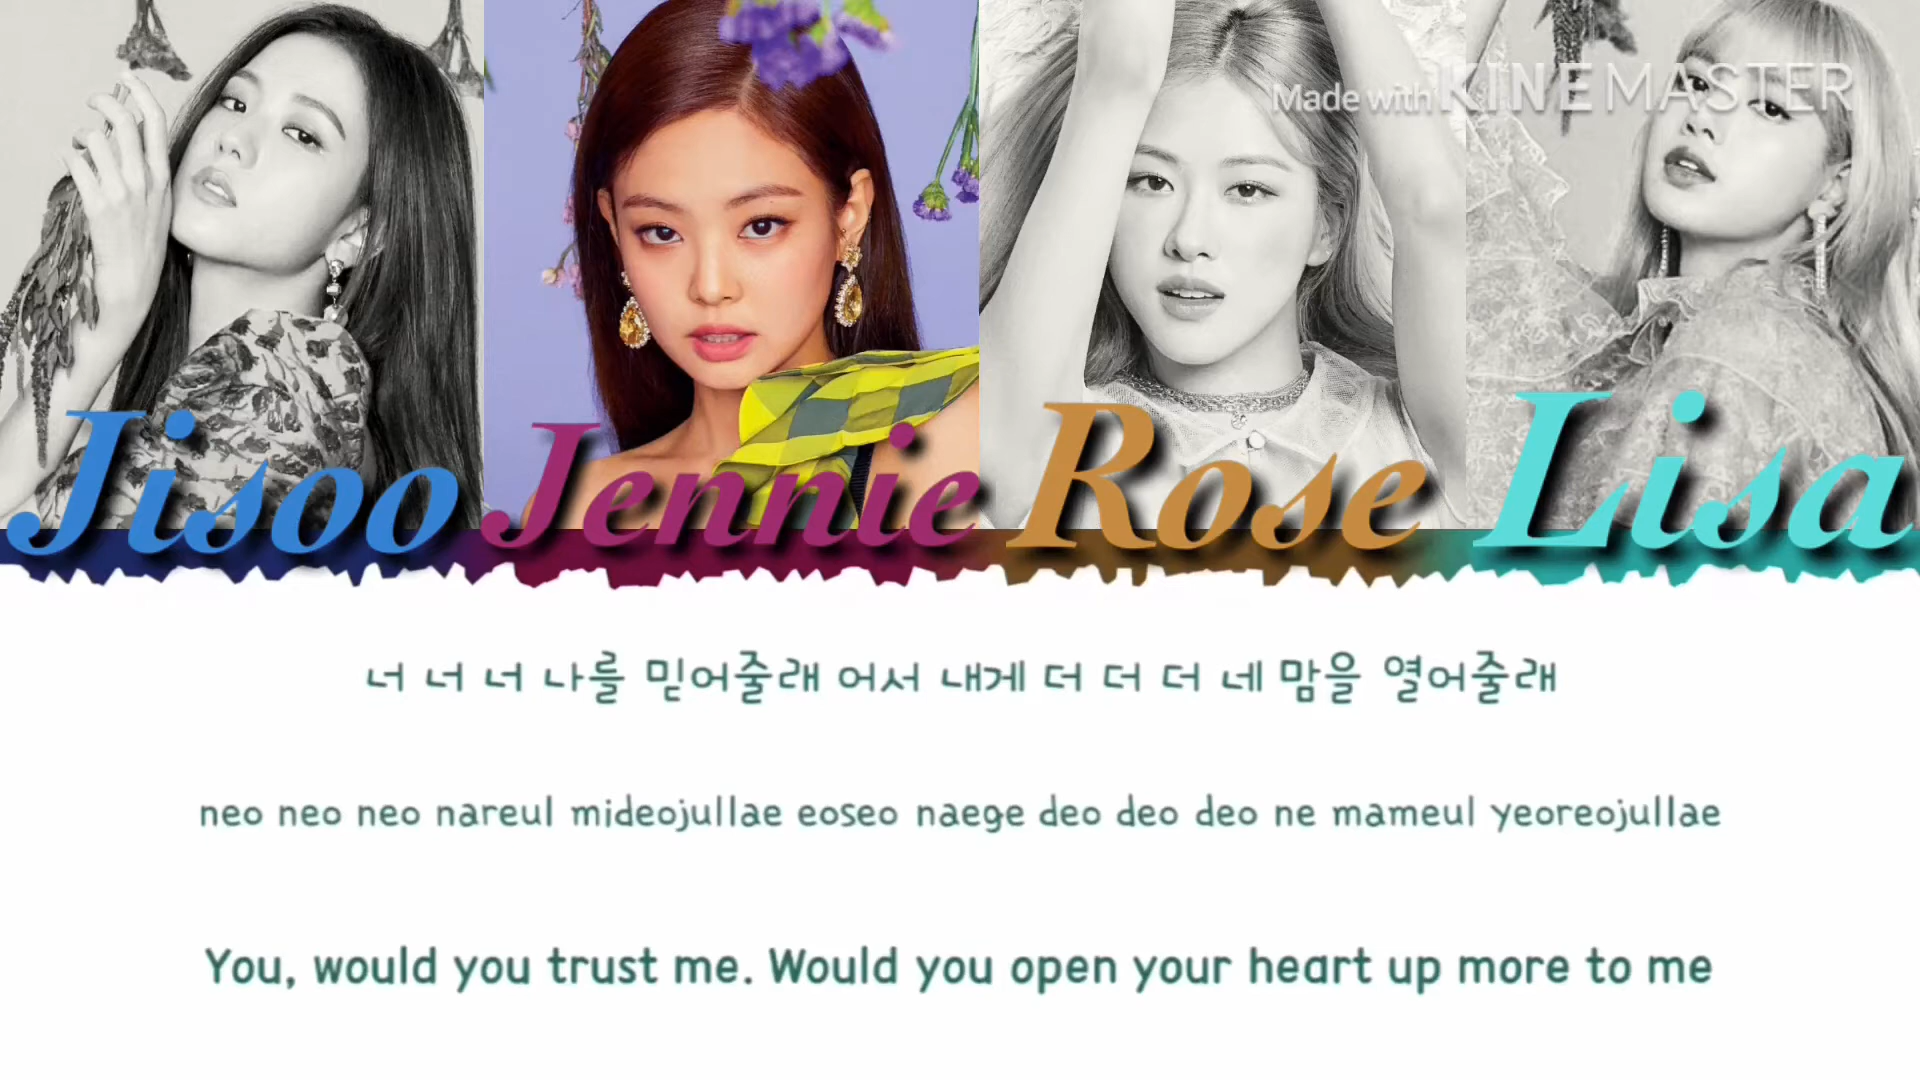 Made with KINEMASTER
Jisoo Jennie Rose Lisa
너 너 너 나를 믿어줄래 어서 내게 더 더 더 네 맘을 열어줄래
neo neo neo nareul mideojullae eoseo naege deo deo deo ne mameul yeoreojullae
You, would you trust me. Would you open your heart up more to me